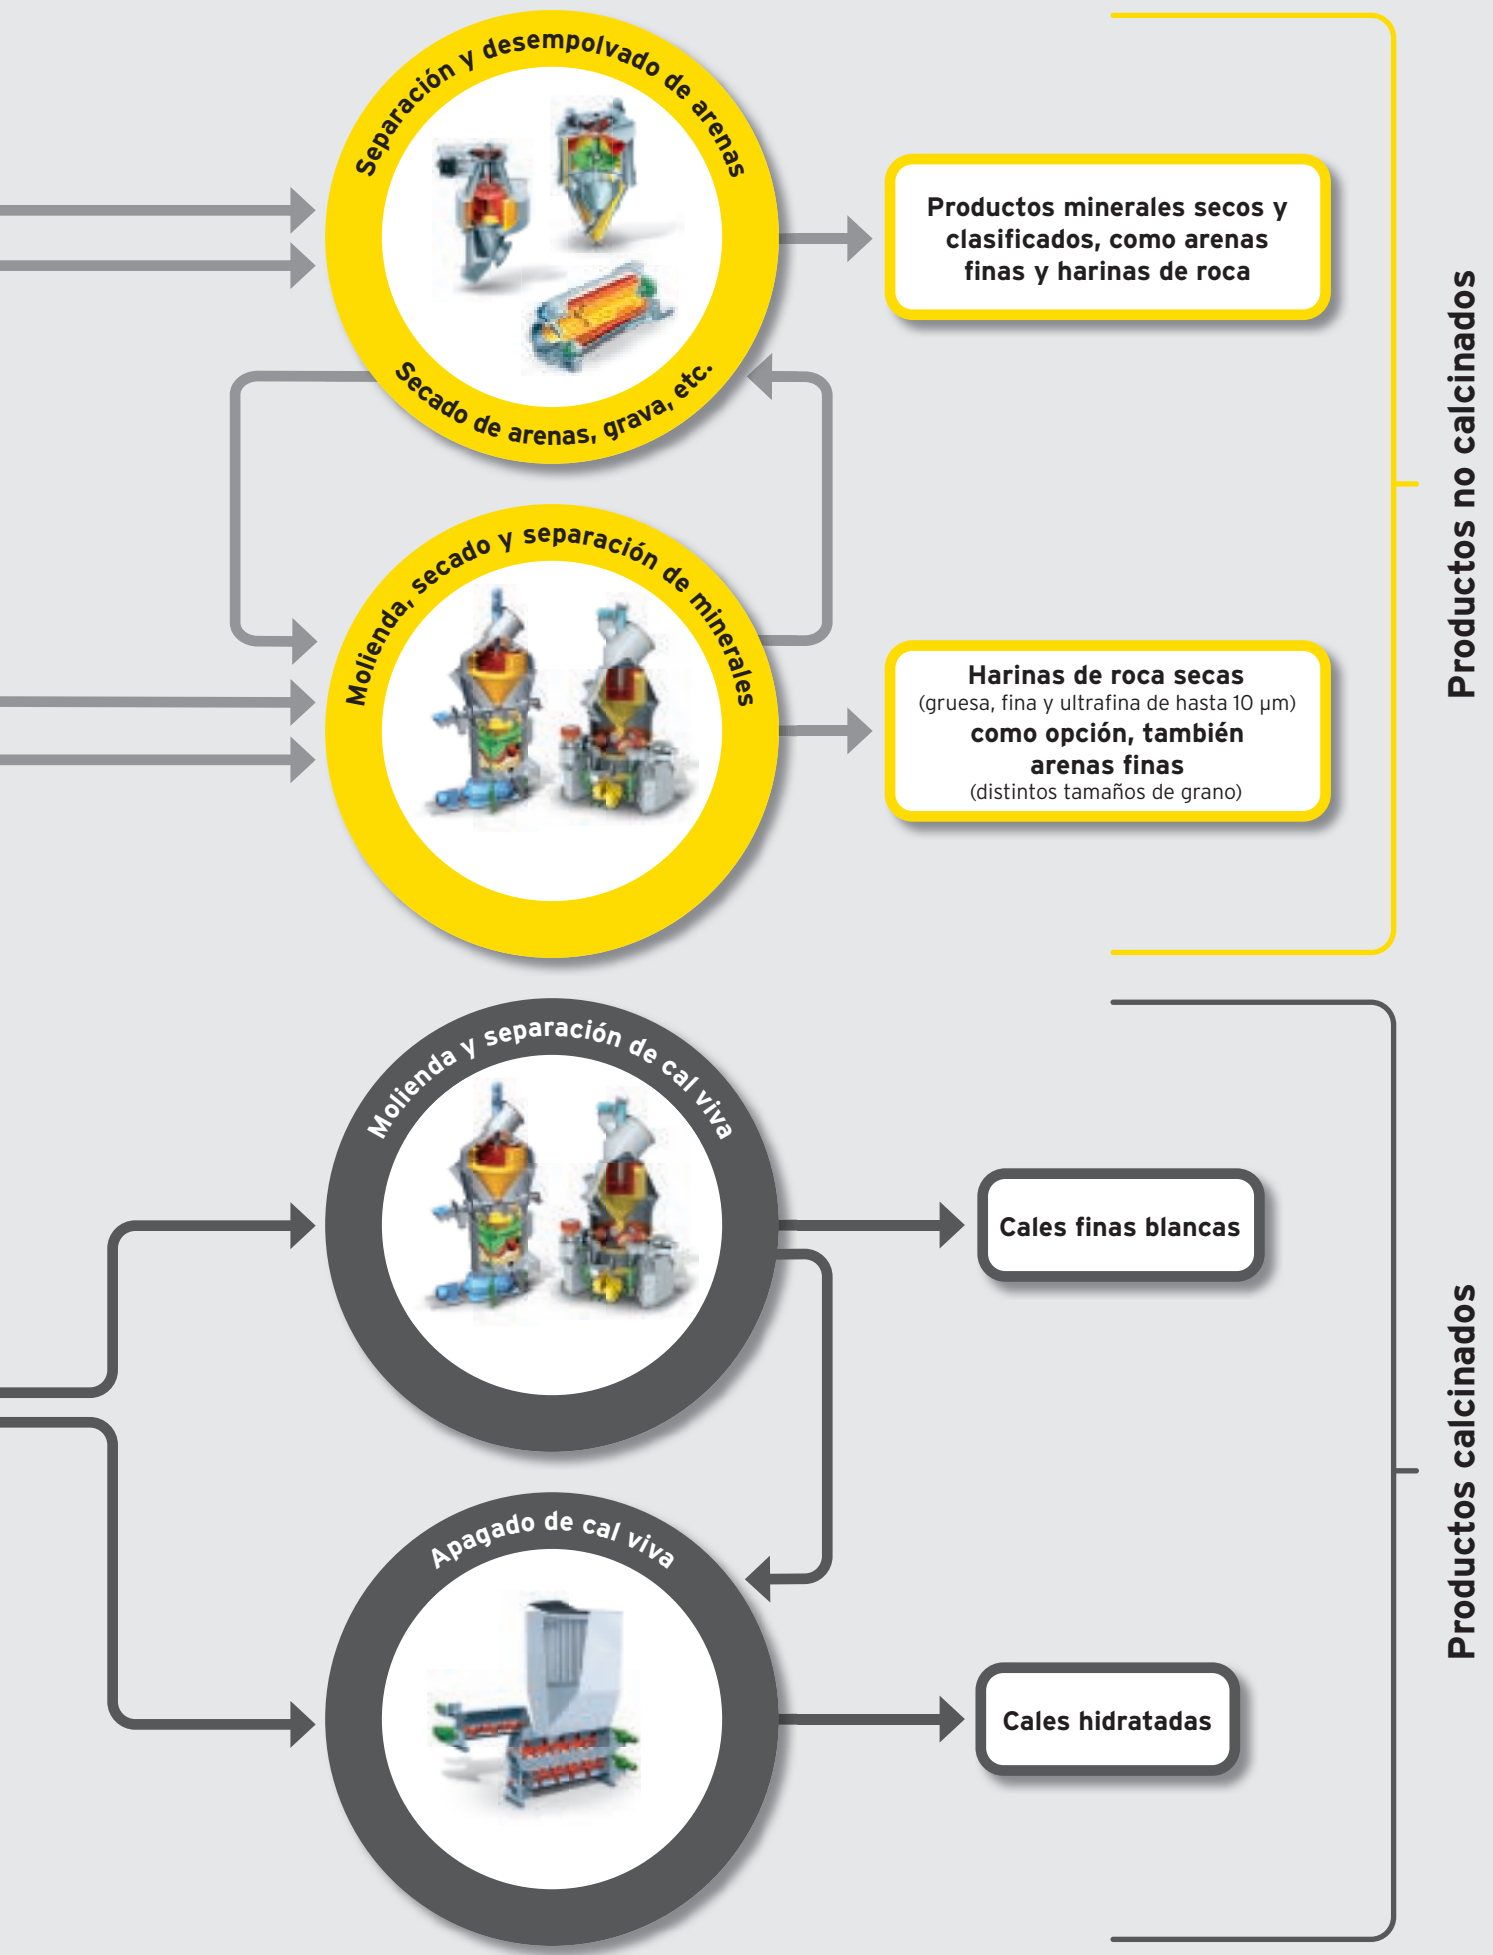 Separación y desempolvado de arenas
Secado de arenas, grava, etc.
Productos minerales secos y
clasificados, como arenas
finas y harinas de roca
Molienda, secado y separación de minerales
Harinas de roca secas
(gruesa, fina y ultrafina de hasta 10 µm)
como opción, también
arenas finas
(distintos tamaños de grano)
Productos no calcinados
Molienda y separación de cal viva
Cales finas blancas
Apagado de cal viva
Cales hidratadas
Productos calcinados